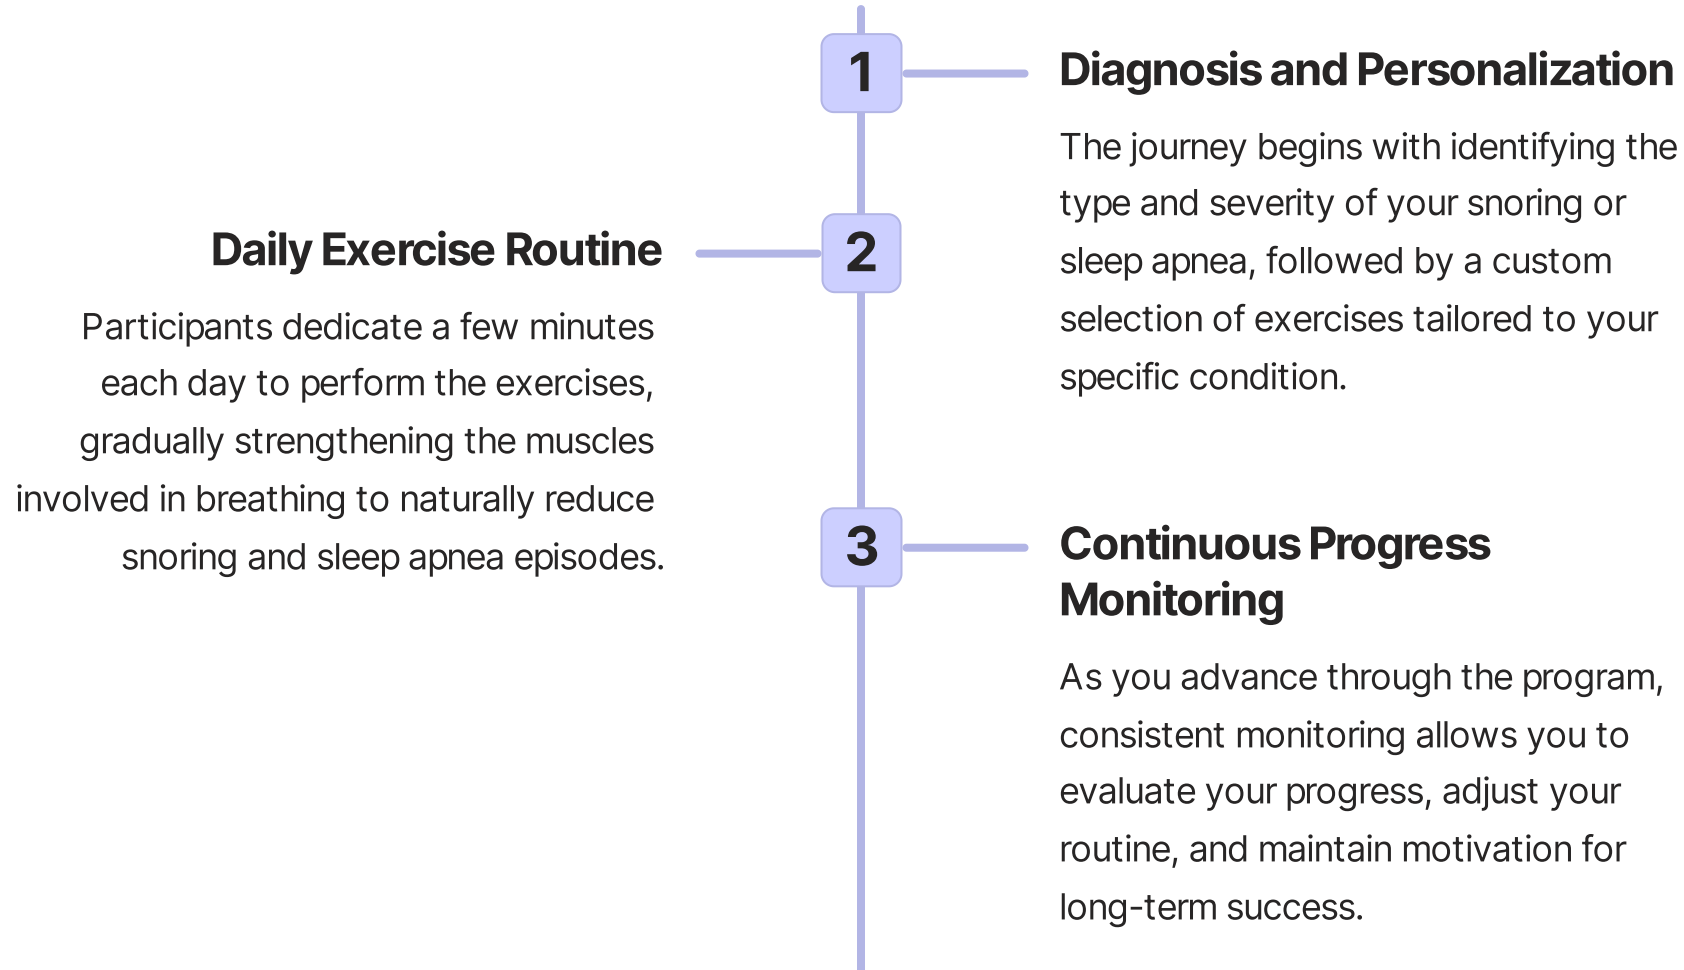 1
Diagnosis and Personalization
The journey begins with identifying the
type and severity of your snoring or
sleep apnea, followed by a custom
selection of exercises tailored to your
specific condition.
2
Daily Exercise Routine
Participants dedicate a few minutes
each day to perform the exercises,
gradually strengthening the muscles
involved in breathing to naturally reduce
snoring and sleep apnea episodes.
3
Continuous Progress
Monitoring
As you advance through the program,
consistent monitoring allows you to
evaluate your progress, adjust your
routine, and maintain motivation for
long-term success.